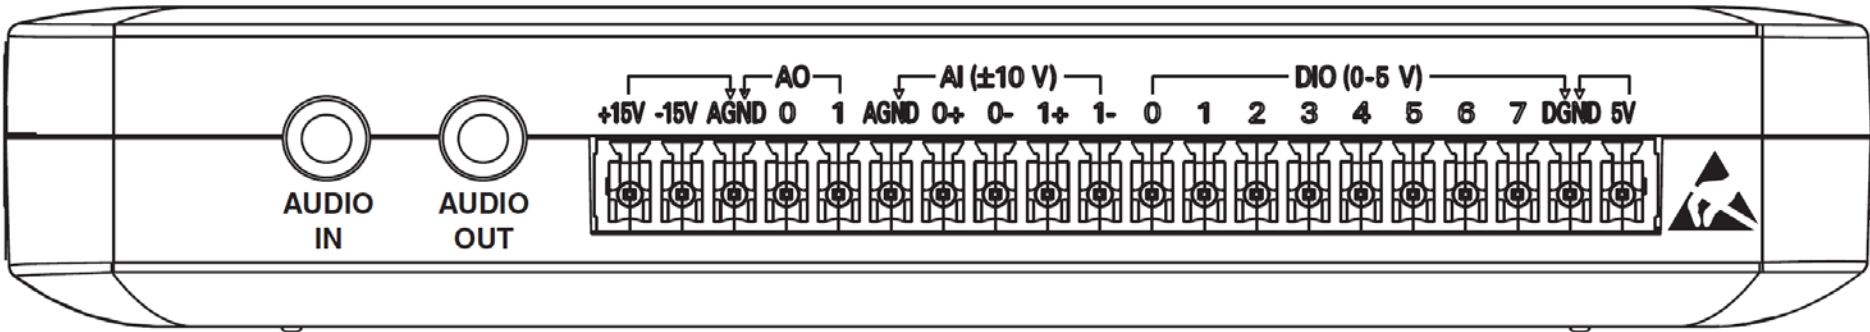 AO AI (±10 V) DIO (0-5 V)
+15V -15V AGND 0 1 AGND 0+ 0- 1+ 1- 0 1 2 3 4 5 6 7 DGND 5V
AUDIO IN
AUDIO OUT